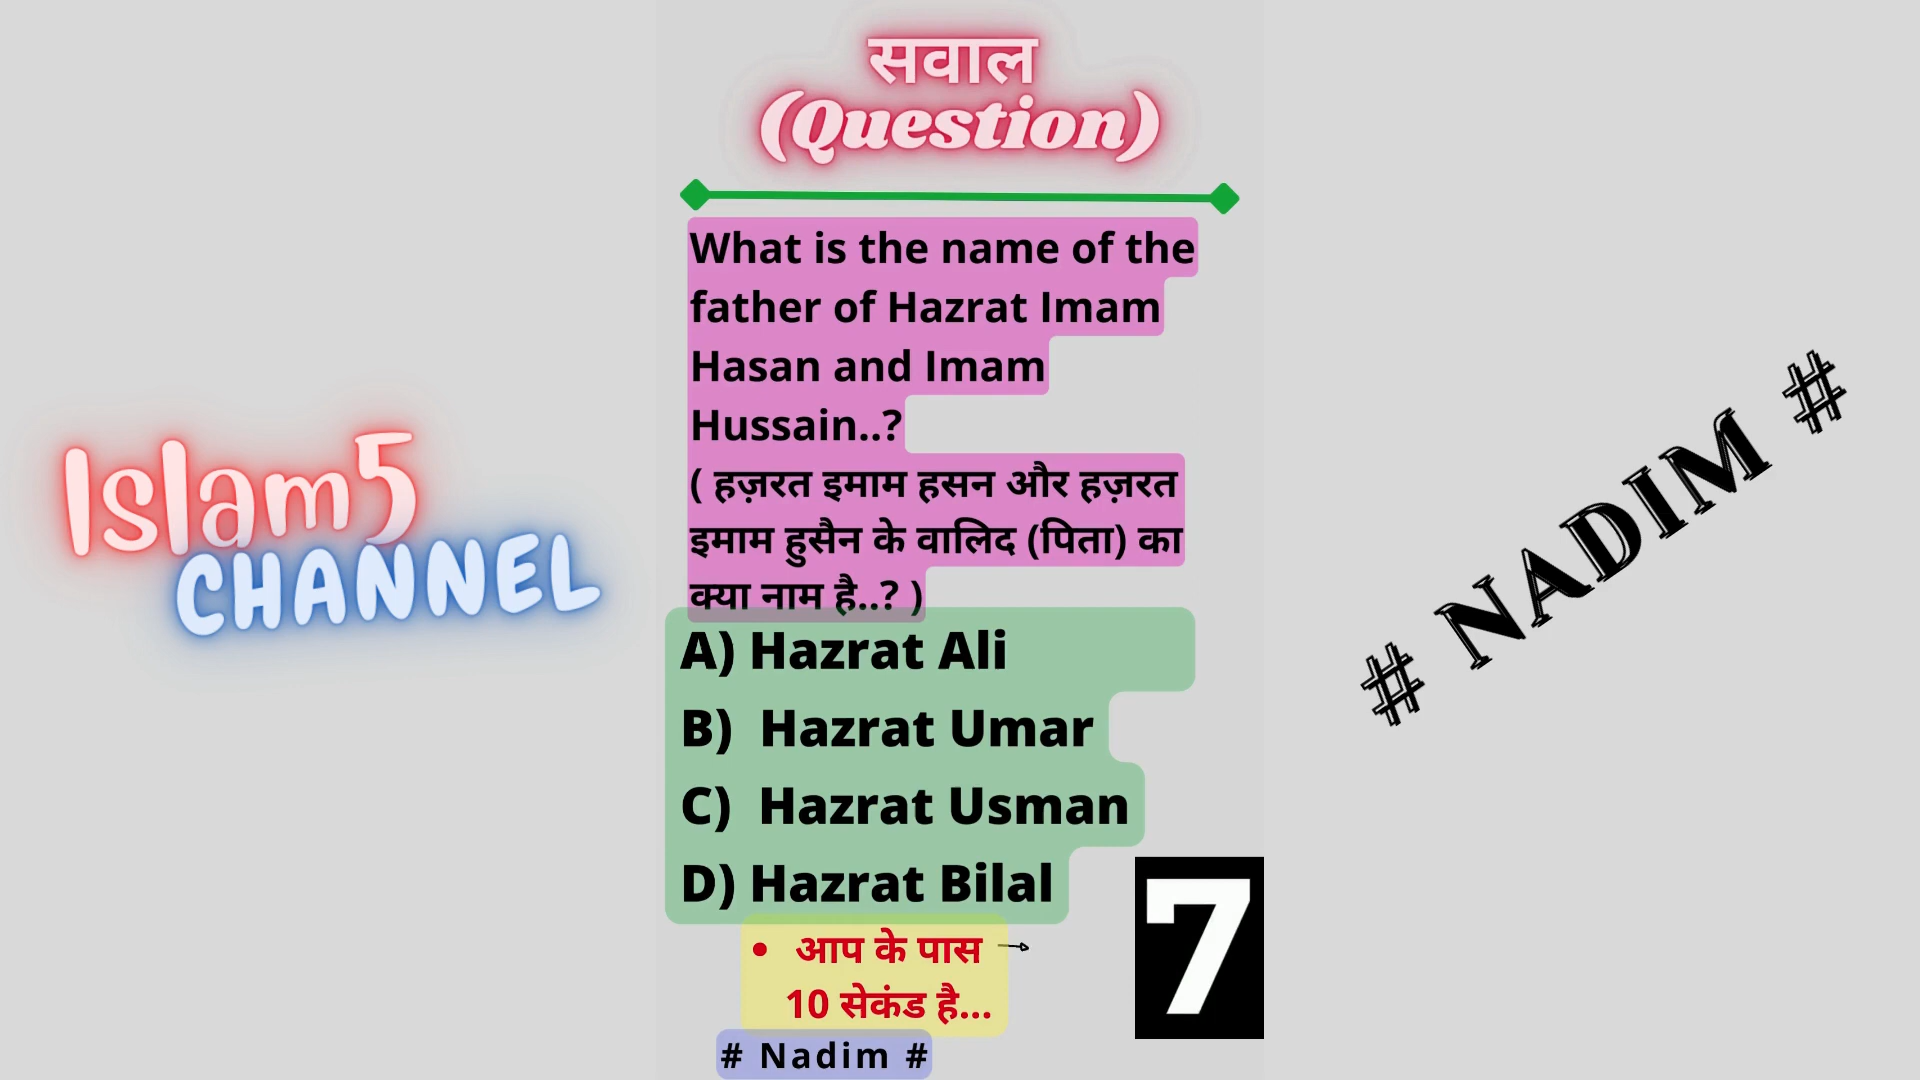 सवाल
(Question)
What is the name of the
father of Hazrat Imam
Hasan and Imam
Hussain..?
( हज़रत इमाम हसन और हज़रत
इमाम हुसैन के वालिद (पिता) का
क्या नाम है..? )
A) Hazrat Ali
B) Hazrat Umar
C) Hazrat Usman
D) Hazrat Bilal
• आप के पास
10 सेकंड है...
7
# Nadim #
Islam5
CHANNEL
# NADIM #